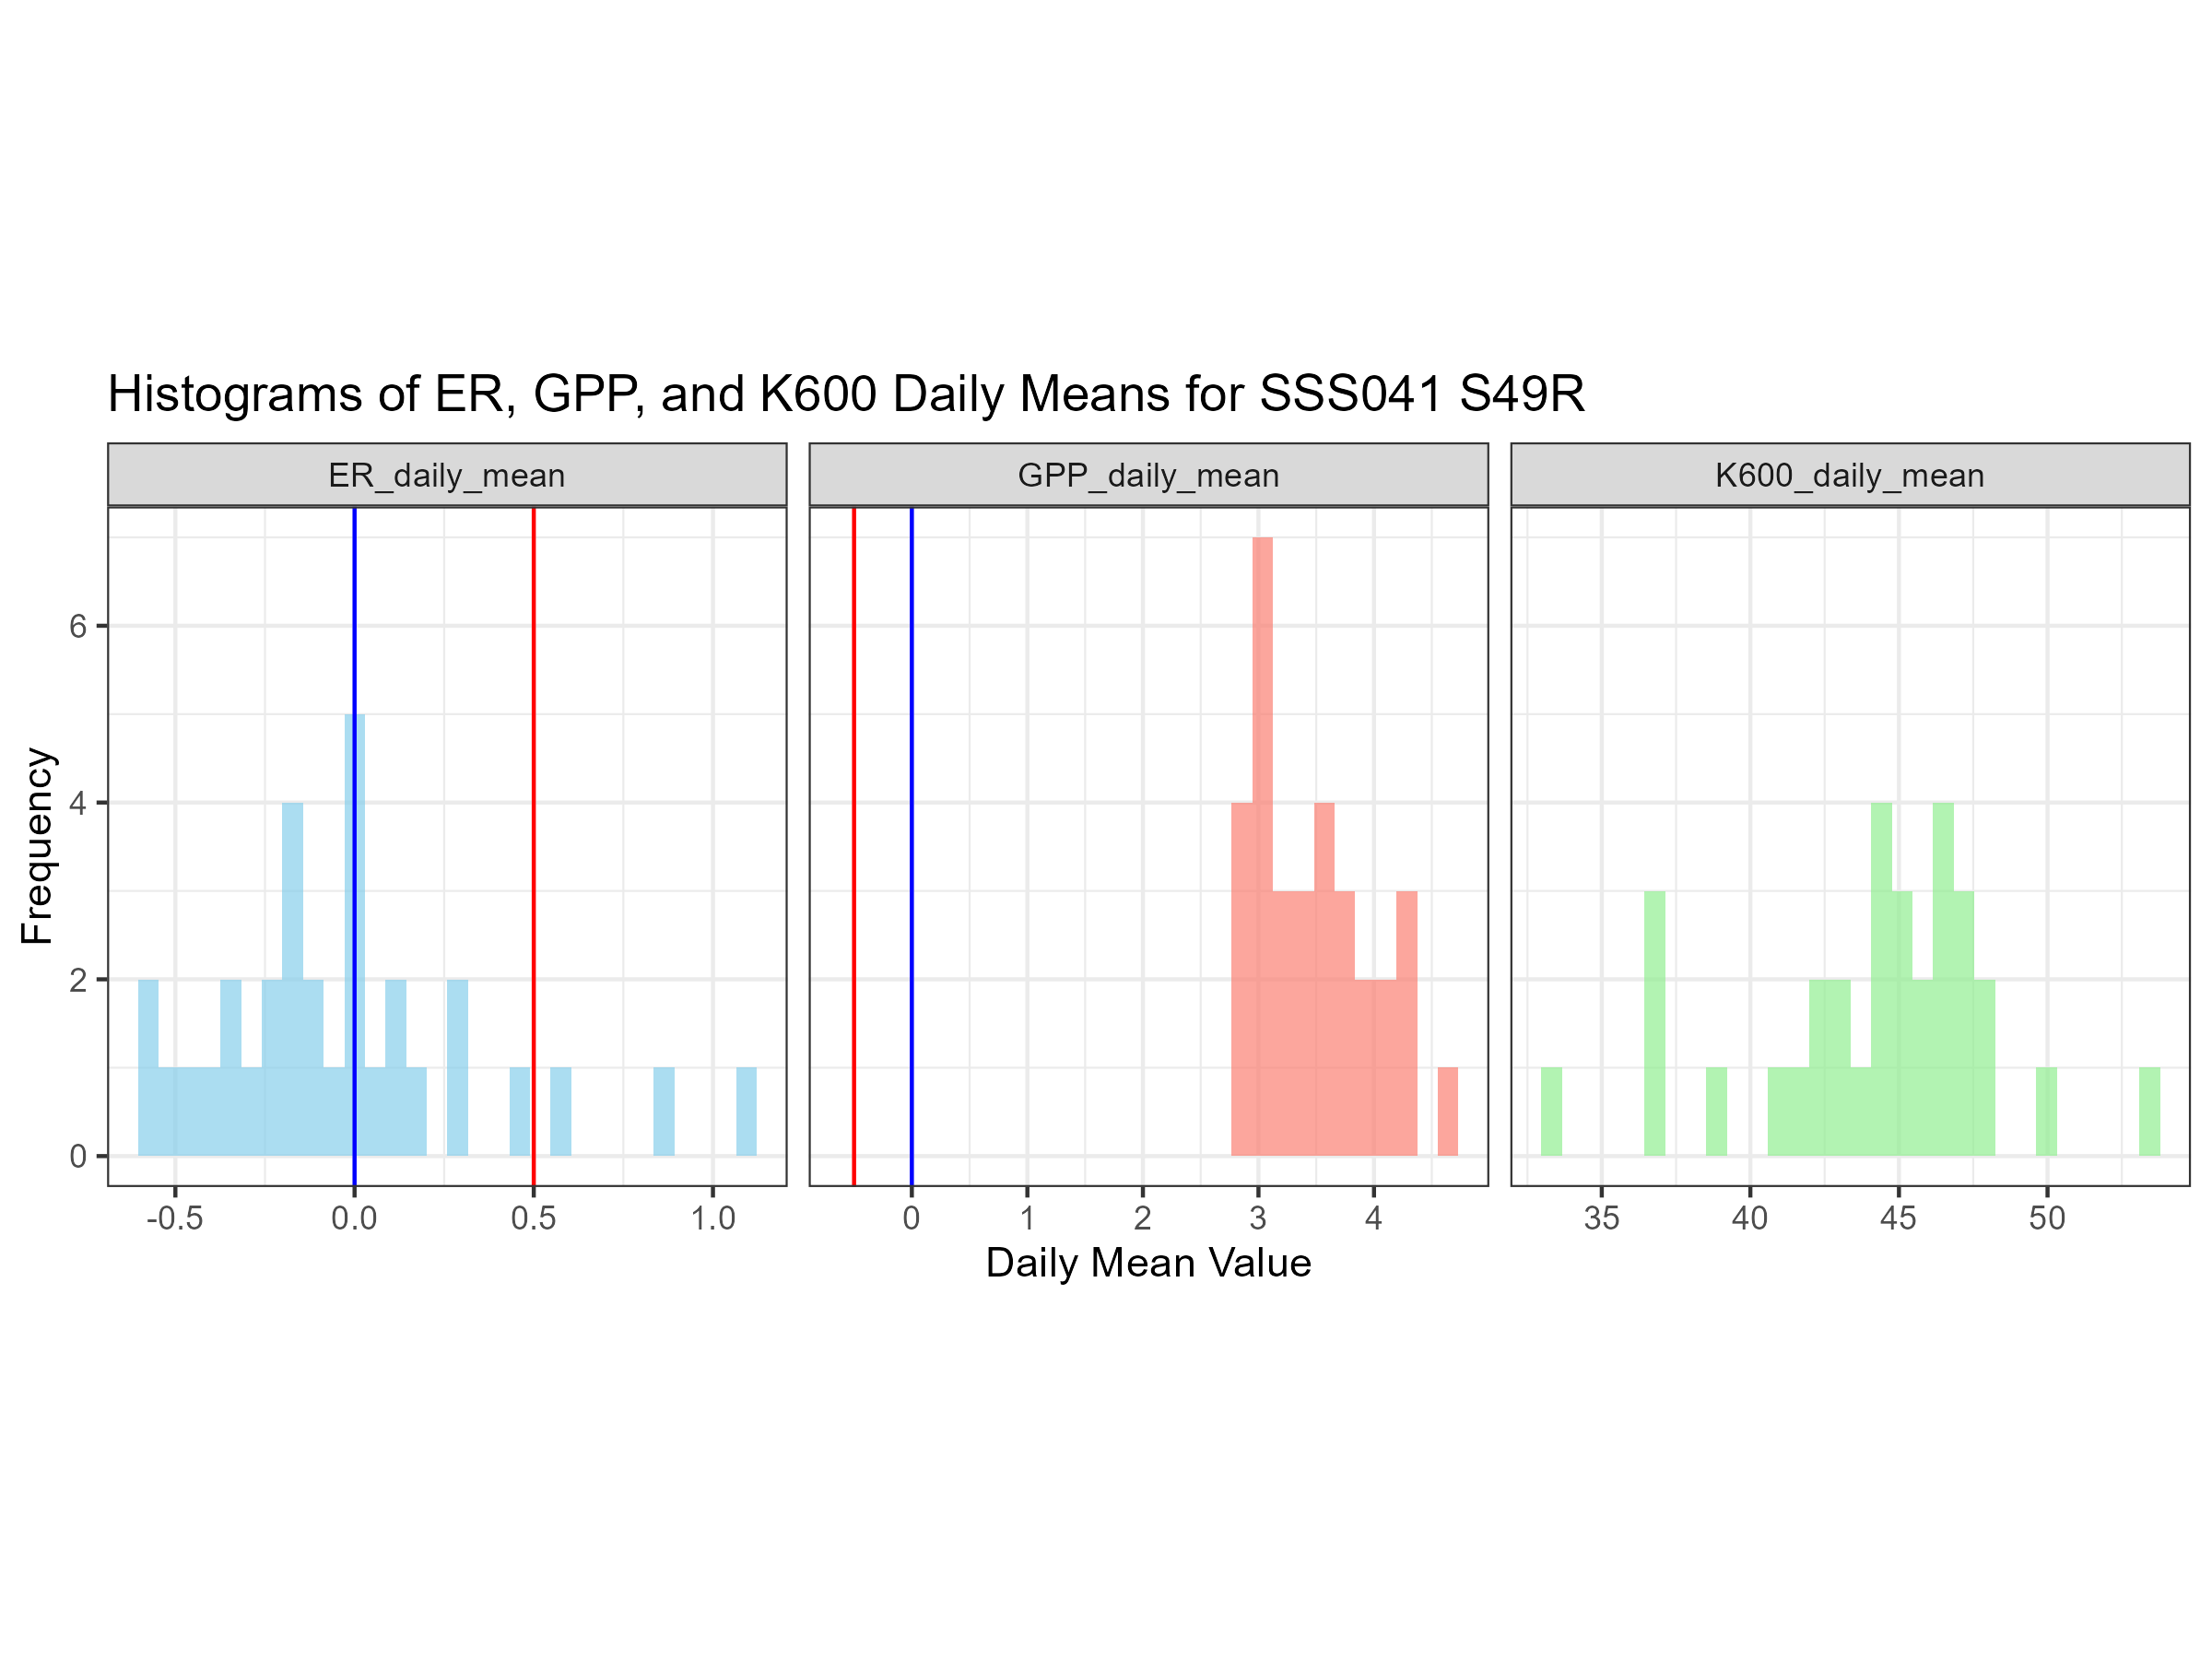 Histograms of ER, GPP, and K600 Daily Means for SSS041 S49R
ER_daily_mean GPP_daily_mean K600_daily_mean
Frequency
6
4
2
0
-0.5 0.0 0.5 1.0 0 1 2 3 4 35 40 45 50
Daily Mean Value